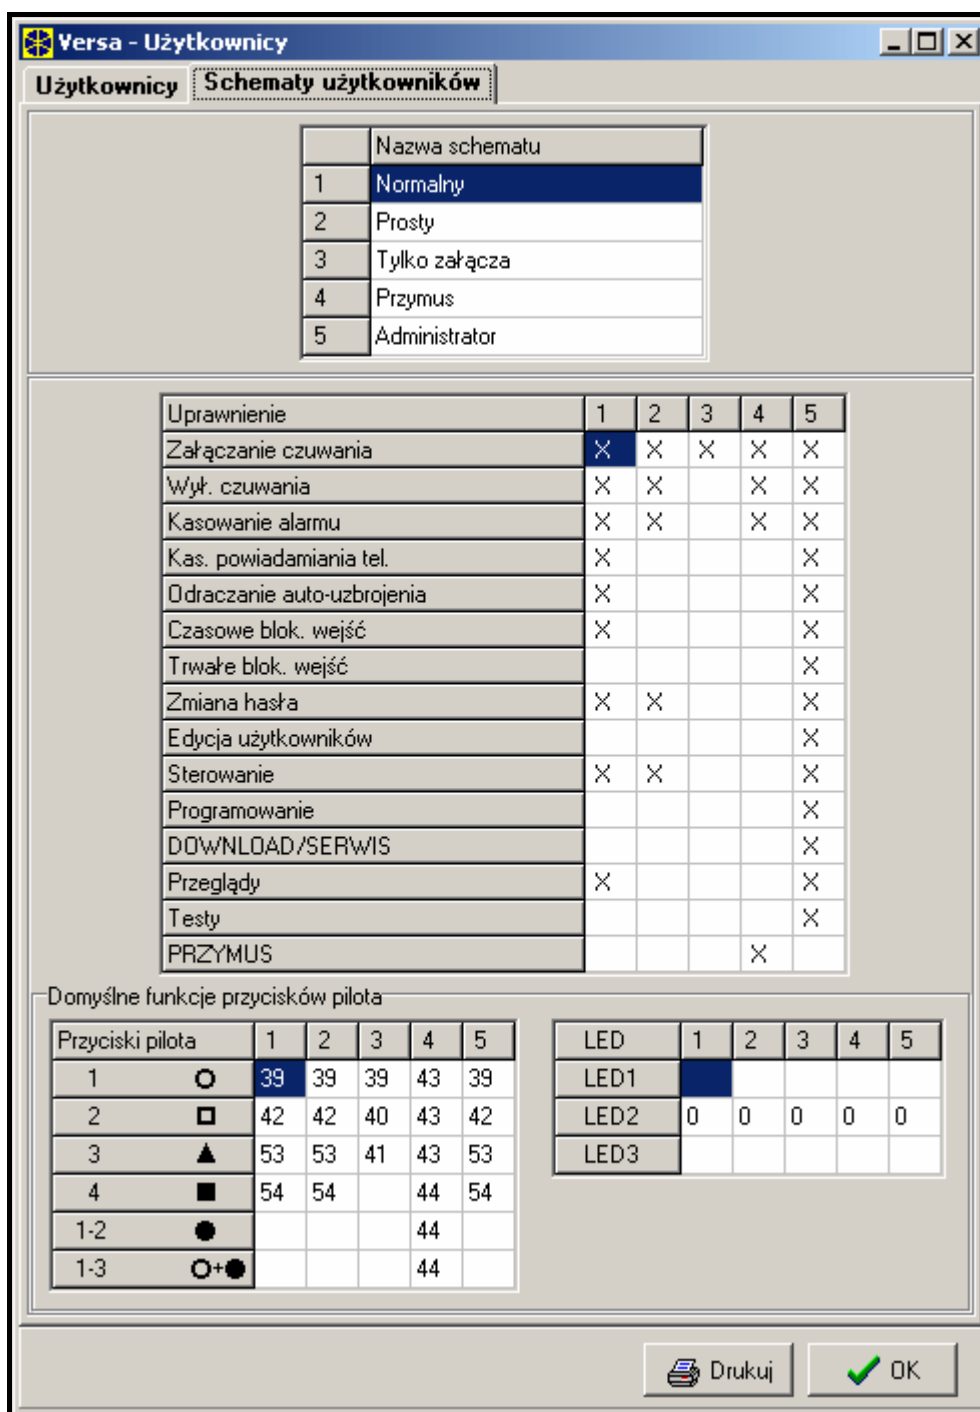 Versa - Użytkownicy
Użytkownicy Schematy użytkowników
Nazwa schematu
1 Normalny
2 Prosty
3 Tylko załącza
4 Przymus
5 Administrator
Uprawnienie 1 2 3 4 5
Załączanie czuwania X X X X X
Wył. czuwania X X X X
Kasowanie alarmu X X X X
Kas. powiadamiania tel. X X
Odraczanie auto-uzbrojenia X X
Czasowe blok. wejść X X
Trwałe blok. wejść X
Zmiana hasła X X X
Edycja użytkowników X
Sterowanie X X X
Programowanie X
DOWNLOAD/SERWIS X
Przeglądy X X
Testy X
PRZYMUS X
Domyślne funkcje przycisków pilota
Przyciski pilota 1 2 3 4 5
1 39 39 39 43 39
2 42 42 40 43 42
3 53 53 41 43 53
4 54 54 44 54
1-2 44
1-3 + 44
LED 1 2 3 4 5
LED1
LED2 0 0 0 0 0
LED3
Drukuj OK